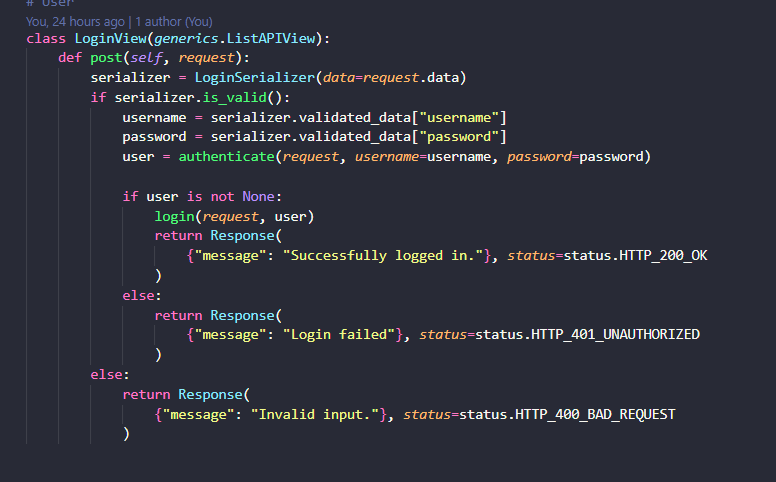 # User
You, 24 hours ago | 1 author (You)
class LoginView(generics.ListAPIView):
    def post(self, request):
        serializer = LoginSerializer(data=request.data)
        if serializer.is_valid():
            username = serializer.validated_data["username"]
            password = serializer.validated_data["password"]
            user = authenticate(request, username=username, password=password)

            if user is not None:
                login(request, user)
                return Response(
                    {"message": "Successfully logged in."}, status=status.HTTP_200_OK
                )
            else:
                return Response(
                    {"message": "Login failed"}, status=status.HTTP_401_UNAUTHORIZED
                )
        else:
            return Response(
                {"message": "Invalid input."}, status=status.HTTP_400_BAD_REQUEST
            )